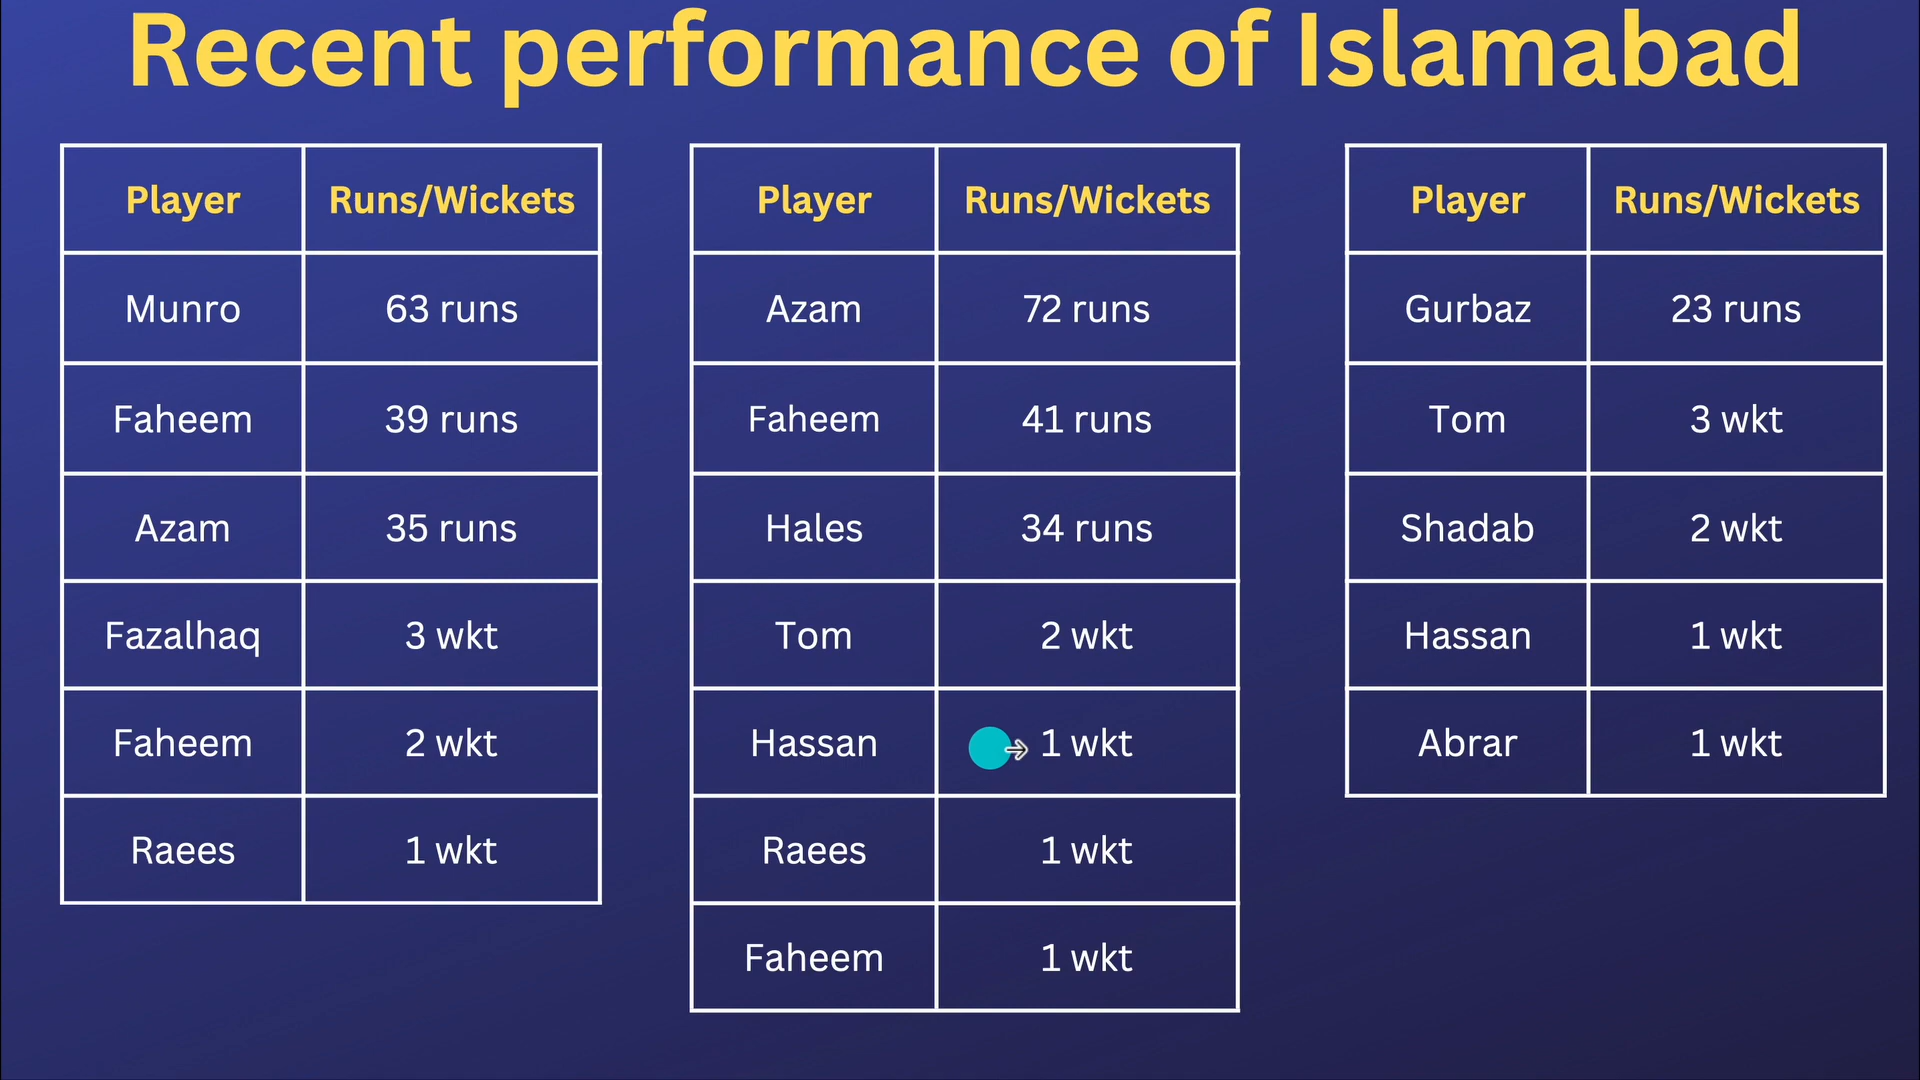 Recent performance of Islamabad
Player Runs/Wickets
Munro 63 runs
Faheem 39 runs
Azam 35 runs
Fazalhaq 3 wkt
Faheem 2 wkt
Raees 1 wkt
Player Runs/Wickets
Azam 72 runs
Faheem 41 runs
Hales 34 runs
Tom 2 wkt
Hassan 1 wkt
Raees 1 wkt
Faheem 1 wkt
Player Runs/Wickets
Gurbaz 23 runs
Tom 3 wkt
Shadab 2 wkt
Hassan 1 wkt
Abrar 1 wkt